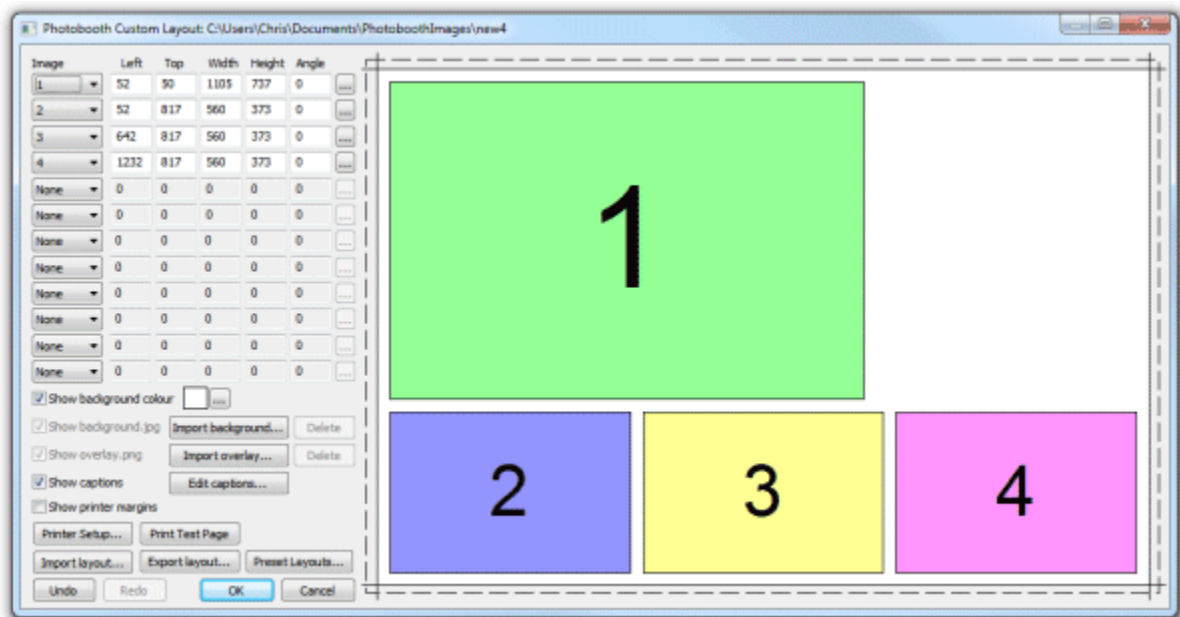 Photobooth Custom Layout: C:\Users\Chris\Documents\PhotoboothImages\new4
Image Left Top Width Height Angle
1 52 50 1105 737 0 ...
2 52 817 560 373 0 ...
3 642 817 560 373 0 ...
4 1232 817 560 373 0 ...
None 0 0 0 0 0 ...
None 0 0 0 0 0 ...
None 0 0 0 0 0 ...
None 0 0 0 0 0 ...
None 0 0 0 0 0 ...
None 0 0 0 0 0 ...
None 0 0 0 0 0 ...
None 0 0 0 0 0 ...
Show background colour ...
Show background.jpg Import background... Delete
Show overlay.png Import overlay... Delete
Show captions Edit captions...
Show printer margins
Printer Setup... Print Test Page
Import layout... Export layout... Preset Layouts...
Undo Redo OK Cancel
1
2 3 4